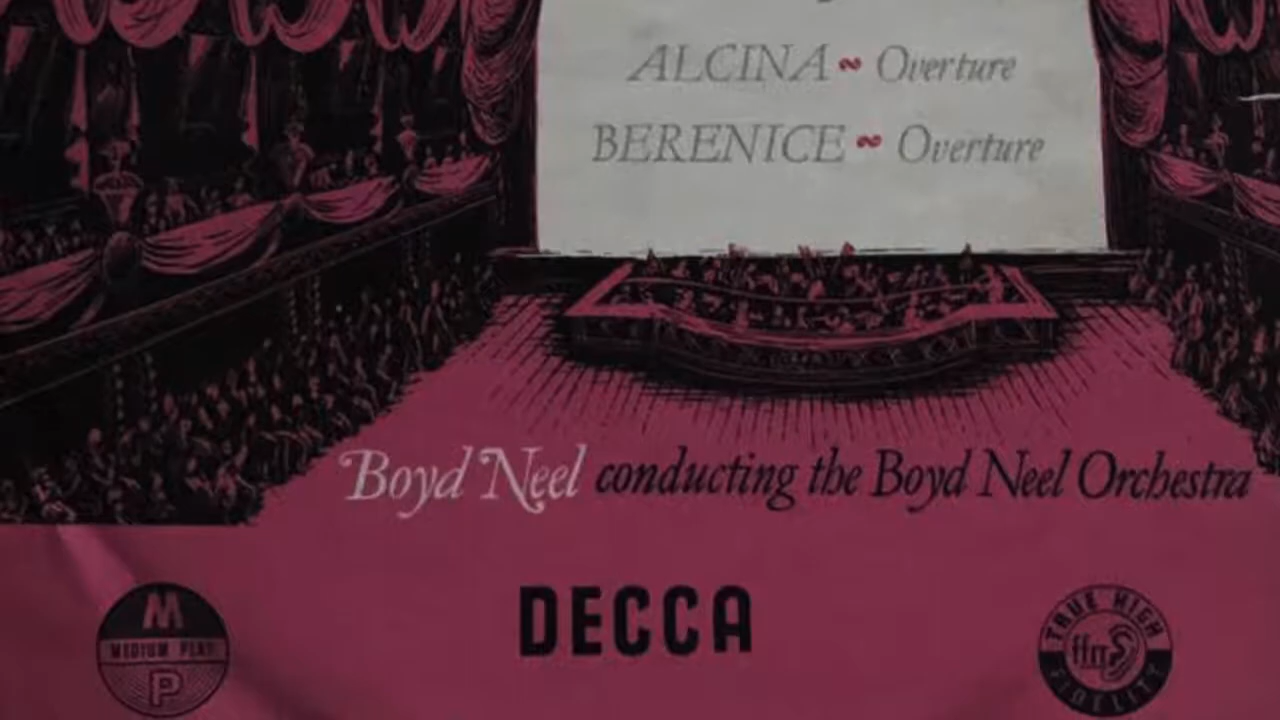 ALCINA ~ Overture
BERENICE ~ Overture
Boyd Neel conducting the Boyd Neel Orchestra
DECCA
M
MEDIUM PLAY
P
TRUE HIGH
ffrr
FIDELITY